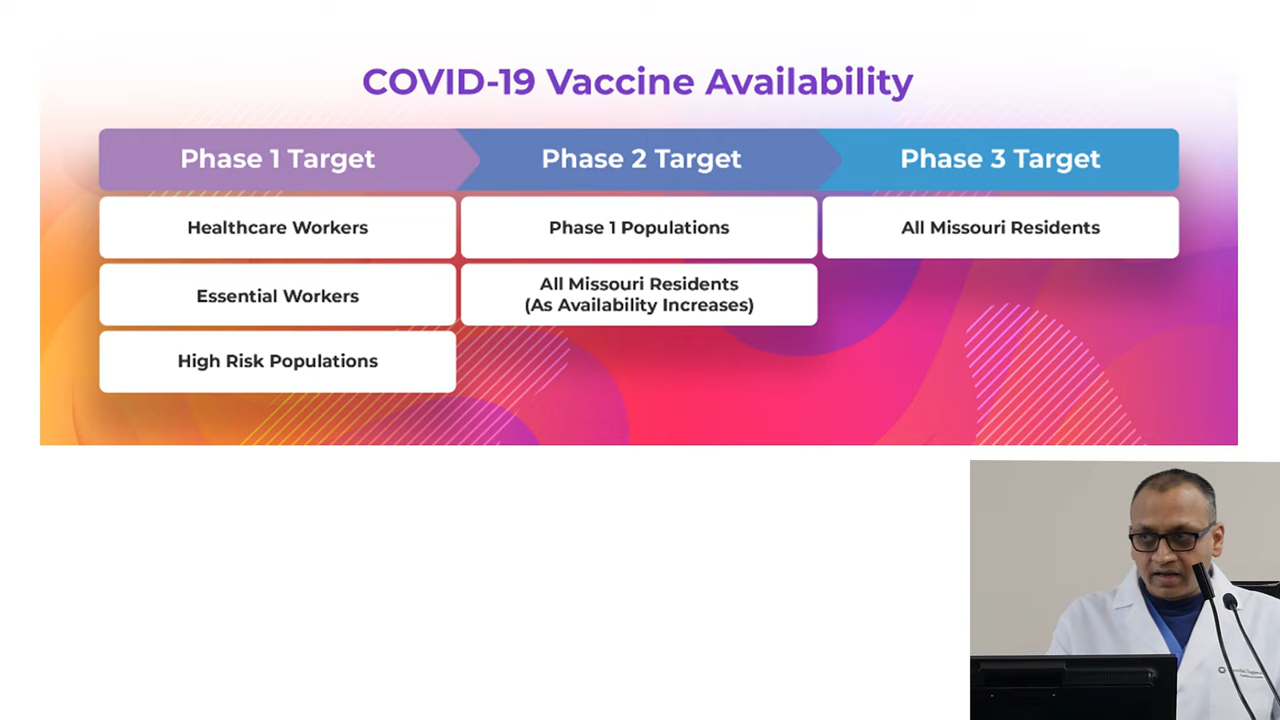 COVID-19 Vaccine Availability
Phase 1 Target
Phase 2 Target
Phase 3 Target
Healthcare Workers
Phase 1 Populations
All Missouri Residents
Essential Workers
All Missouri Residents
(As Availability Increases)
High Risk Populations